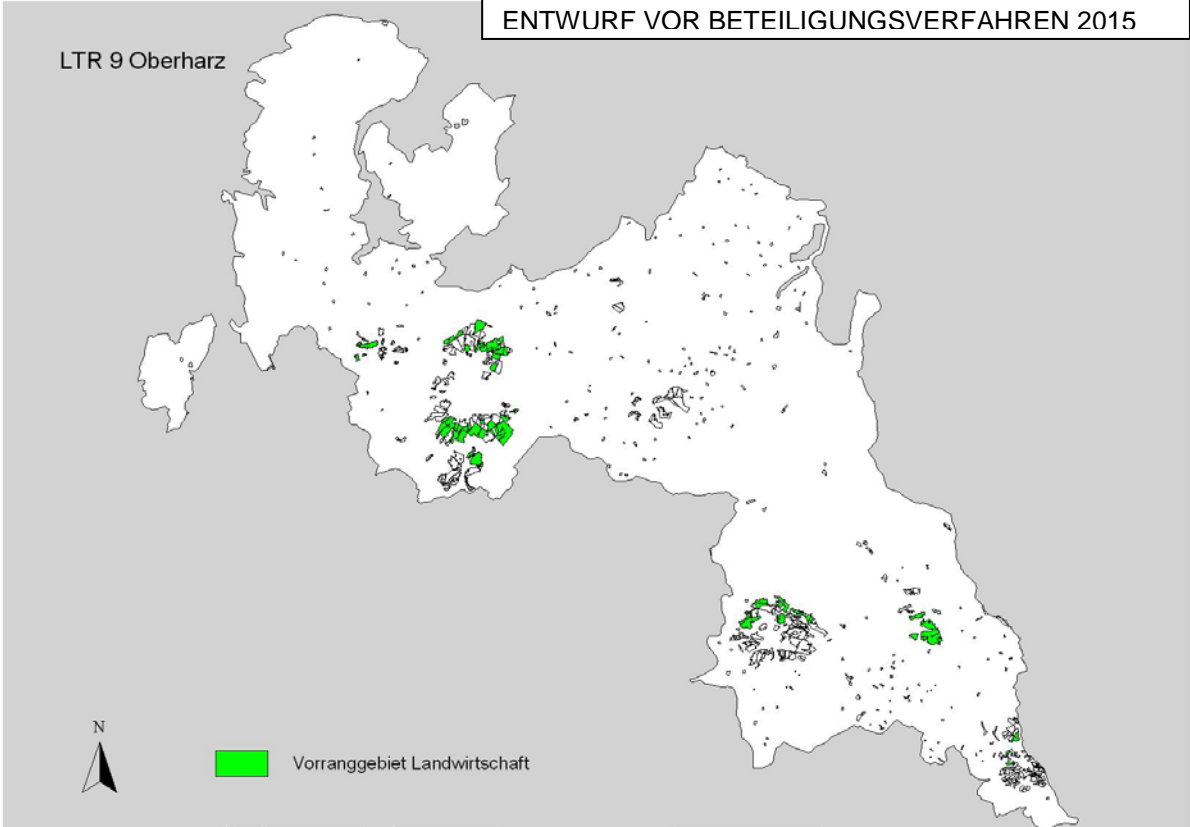 ENTWURF VOR BETEILIGUNGSVERFAHREN 2015
LTR 9 Oberharz
N
Vorranggebiet Landwirtschaft